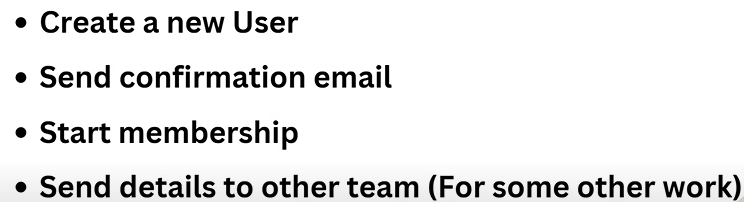 • Create a new User
• Send confirmation email
• Start membership
• Send details to other team (For some other work)